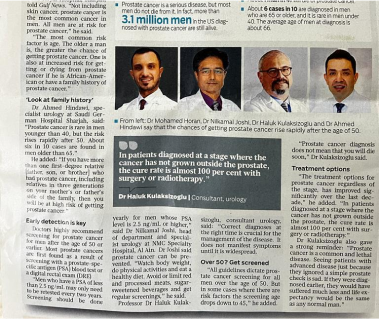 told Gulf News. "Not including
skin cancer, prostate cancer is
the most common cancer in
men. All men are at risk for
prostate cancer," he said.
"The most common risk
factor is age. The older a man
is, the greater the chance of
getting prostate cancer. One is
also at increased risk for getting
or dying from prostate
cancer if he is African-American
or have a family history of
prostate cancer."
'Look at family history'
Dr Ahmed Hindawi, specialist
urology at Saudi German
Hospital Sharjah, said:
"Prostate cancer is rare in men
younger than 40, but the risk
rises rapidly after 50. About
six in 10 cases are found in
men older than 65."
He added: "If you have more
than one first degree relative
(father, son, or brother) who
had prostate cancer, including
relatives in three generations
on your mother's or father's
side of the family, then you
will be at high risk of getting
prostate cancer."
Early detection is key
Doctors highly recommend
screening for prostate cancer
for men after the age of 50 or
earlier. Most prostate cancers
are first found as a result of
screening with a prostate-specific
antigen (PSA) blood test or
a digital rectal exam (DRE).
"Men who have a PSA of less
than 2.5 ng/ml, may only need
to be retested every two years.
Screening should be done
Prostate cancer is a serious disease, but most
men do not die from it. In fact, more than
3.1 million men in the US diagnosed
with prostate cancer are still alive.
About 6 cases in 10 are diagnosed in men
who are 65 or older, and it is rare in men under
40. The average age of men at diagnosis is
about 66.
From left: Dr Mohamed Horan, Dr Nilkamal Joshi, Dr Haluk Kulaksizoglu and Dr Ahmed
Hindawi say that the chances of getting prostate cancer rise rapidly after the age of 50.
In patients diagnosed at a stage where the
cancer has not grown outside the prostate,
the cure rate is almost 100 per cent with
surgery or radiotherapy."
Dr Haluk Kulaksizoglu | Consultant, urology
yearly for men whose PSA
level is 2.5 ng/mL or higher,"
said Dr Nilkamal Joshi, head
of department and specialist
urology at NMC Specialty
Hospital, Al Ain. Dr Joshi said
prostate cancer can be prevented.
"Watch body weight,
do physical activities and eat
a healthy diet. Avoid or limit red
and processed meats, sugar-sweetened
beverages and get
regular screenings," he said.
Professor Dr Haluk Kulaksizoglu,
consultant urology,
said: "Correct diagnoses at
the right time is crucial for the
management of the disease. It
does not manifest symptoms
and it is widespread.
Over 50? Get screened
"All guidelines dictate prostate
cancer screening for all
men over the age of 50. But
in some cases where there are
risk factors the screening age
drops down to 45," he added.
"Prostate cancer diagnosis
does not mean that you will die
soon," Dr Kulaksizoglu said.
Treatment options
"The treatment options for
prostate cancer regardless of
the stage, has improved significantly
over the last decade,"
he added. "In patients
diagnosed at a stage where the
cancer has not grown outside
the prostate, the cure rate is
almost 100 per cent with surgery
or radiotherapy."
Dr Kulaksizoglu also gave
a strong reminder: "Prostate
cancer is a common and lethal
disease. Seeing patients with
advanced disease just because
they ignored a simple prostate
check is sad. If they were diagnosed
earlier, they would have
suffered much less and life expectancy
would be the same
as any normal man."